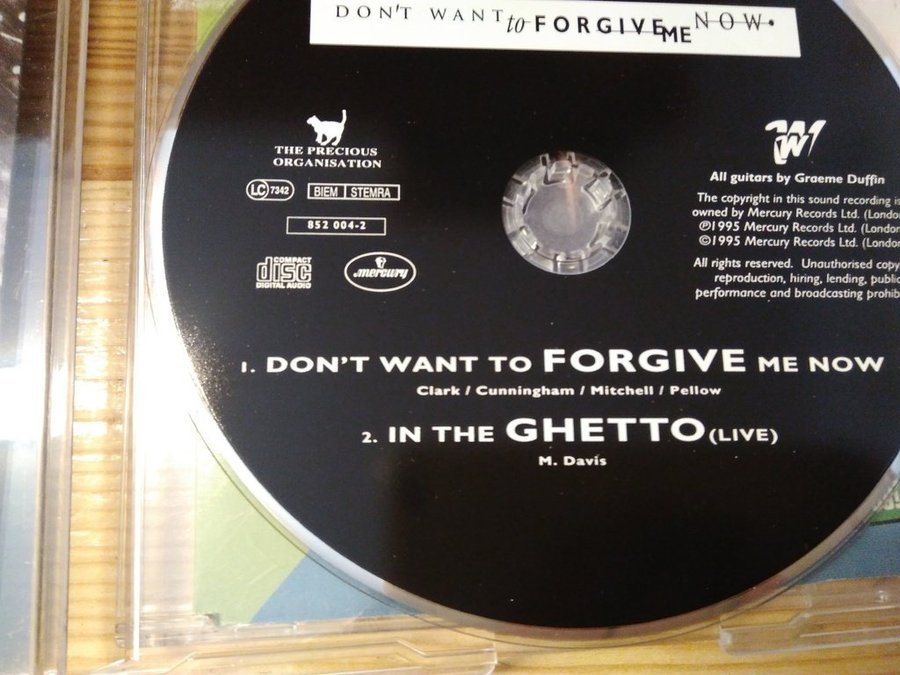 DON'T WANT to FORGIVE ME NOW.
THE PRECIOUS
ORGANISATION
LC 7342
BIEM STEMRA
852 004-2
COMPACT
disc
DIGITAL AUDIO
mercury
W
All guitars by Graeme Duffin
The copyright in this sound recording is
owned by Mercury Records Ltd. (London
℗1995 Mercury Records Ltd. (London
©1995 Mercury Records Ltd. (London
All rights reserved. Unauthorised copy
reproduction, hiring, lending, public
performance and broadcasting prohib
1. DON'T WANT TO FORGIVE ME NOW
Clark / Cunningham / Mitchell / Pellow
2. IN THE GHETTO (LIVE)
M. Davis